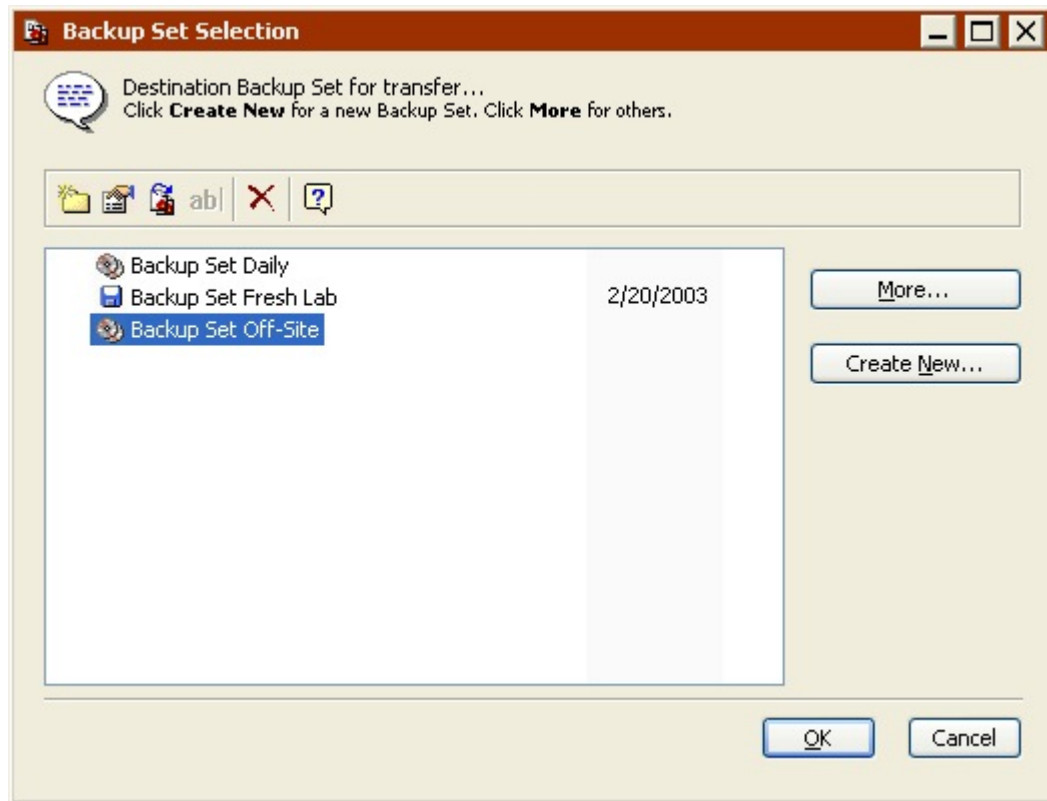 Backup Set Selection
Destination Backup Set for transfer...
Click Create New for a new Backup Set. Click More for others.
ab|
Backup Set Daily
Backup Set Fresh Lab 2/20/2003
Backup Set Off-Site
More...
Create New...
OK Cancel